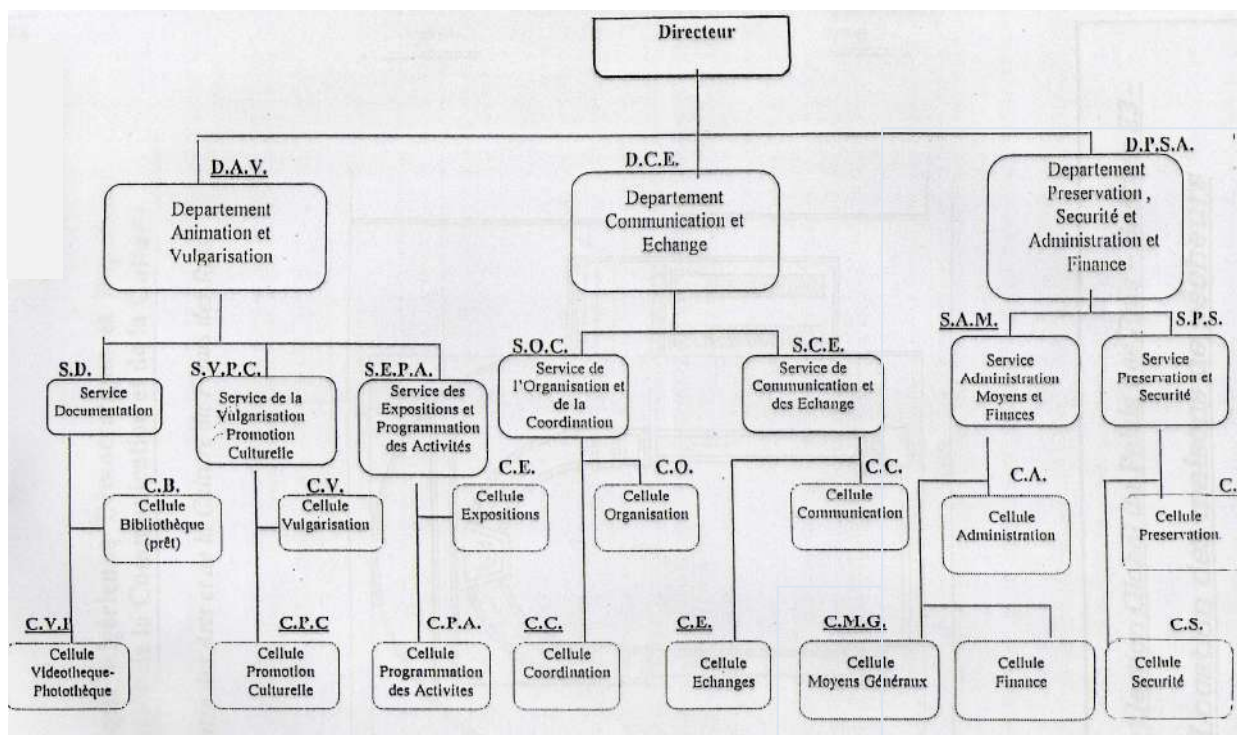 Directeur
D.A.V.
Departement
Animation et
Vulgarisation
D.C.E.
Departement
Communication et
Echange
D.P.S.A.
Departement
Preservation ,
Securité et
Administration et
Finance
S.D.
Service
Documentation
S.V.P.C.
Service de la
Vulgarisation
Promotion
Culturelle
S.E.P.A.
Service des
Expositions et
Programmation
des Activités
S.O.C.
Service de
l'Organisation et
de la
Coordination
S.C.E.
Service de
Communication et
des Echange
S.A.M.
Service
Administration
Moyens et
Finaces
S.P.S.
Service
Preservation et
Securité
C.B.
Cellule
Bibliothèque
(prêt)
C.V.
Cellule
Vulgarisation
C.E.
Cellule
Expositions
C.O.
Cellule
Organisation
C.C.
Cellule
Communication
C.A.
Cellule
Administration
C.
Cellule
Preservation
C.V.P
Cellule
Videotheque-
Photothèque
C.P.C
Cellule
Promotion
Culturelle
C.P.A.
Cellule
Programmation
des Activites
C.C.
Cellule
Coordination
C.E.
Cellule
Echanges
C.M.G.
Cellule
Moyens Généraux
Cellule
Finance
C.S.
Cellule
Securité